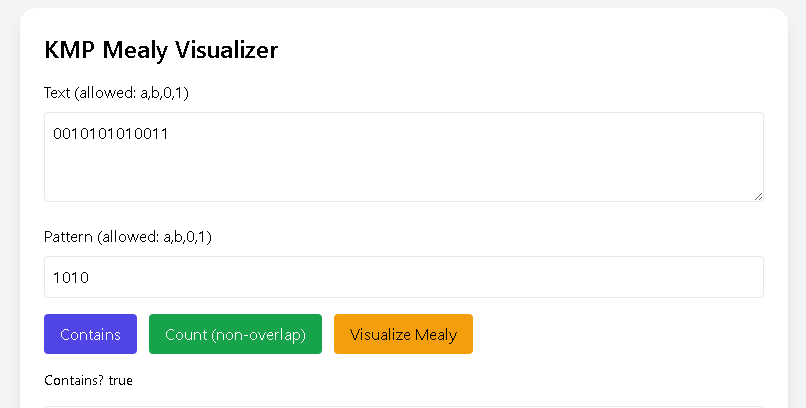 KMP Mealy Visualizer
Text (allowed: a,b,0,1)
0010101010011
Pattern (allowed: a,b,0,1)
1010
Contains Count (non-overlap) Visualize Mealy
Contains? true